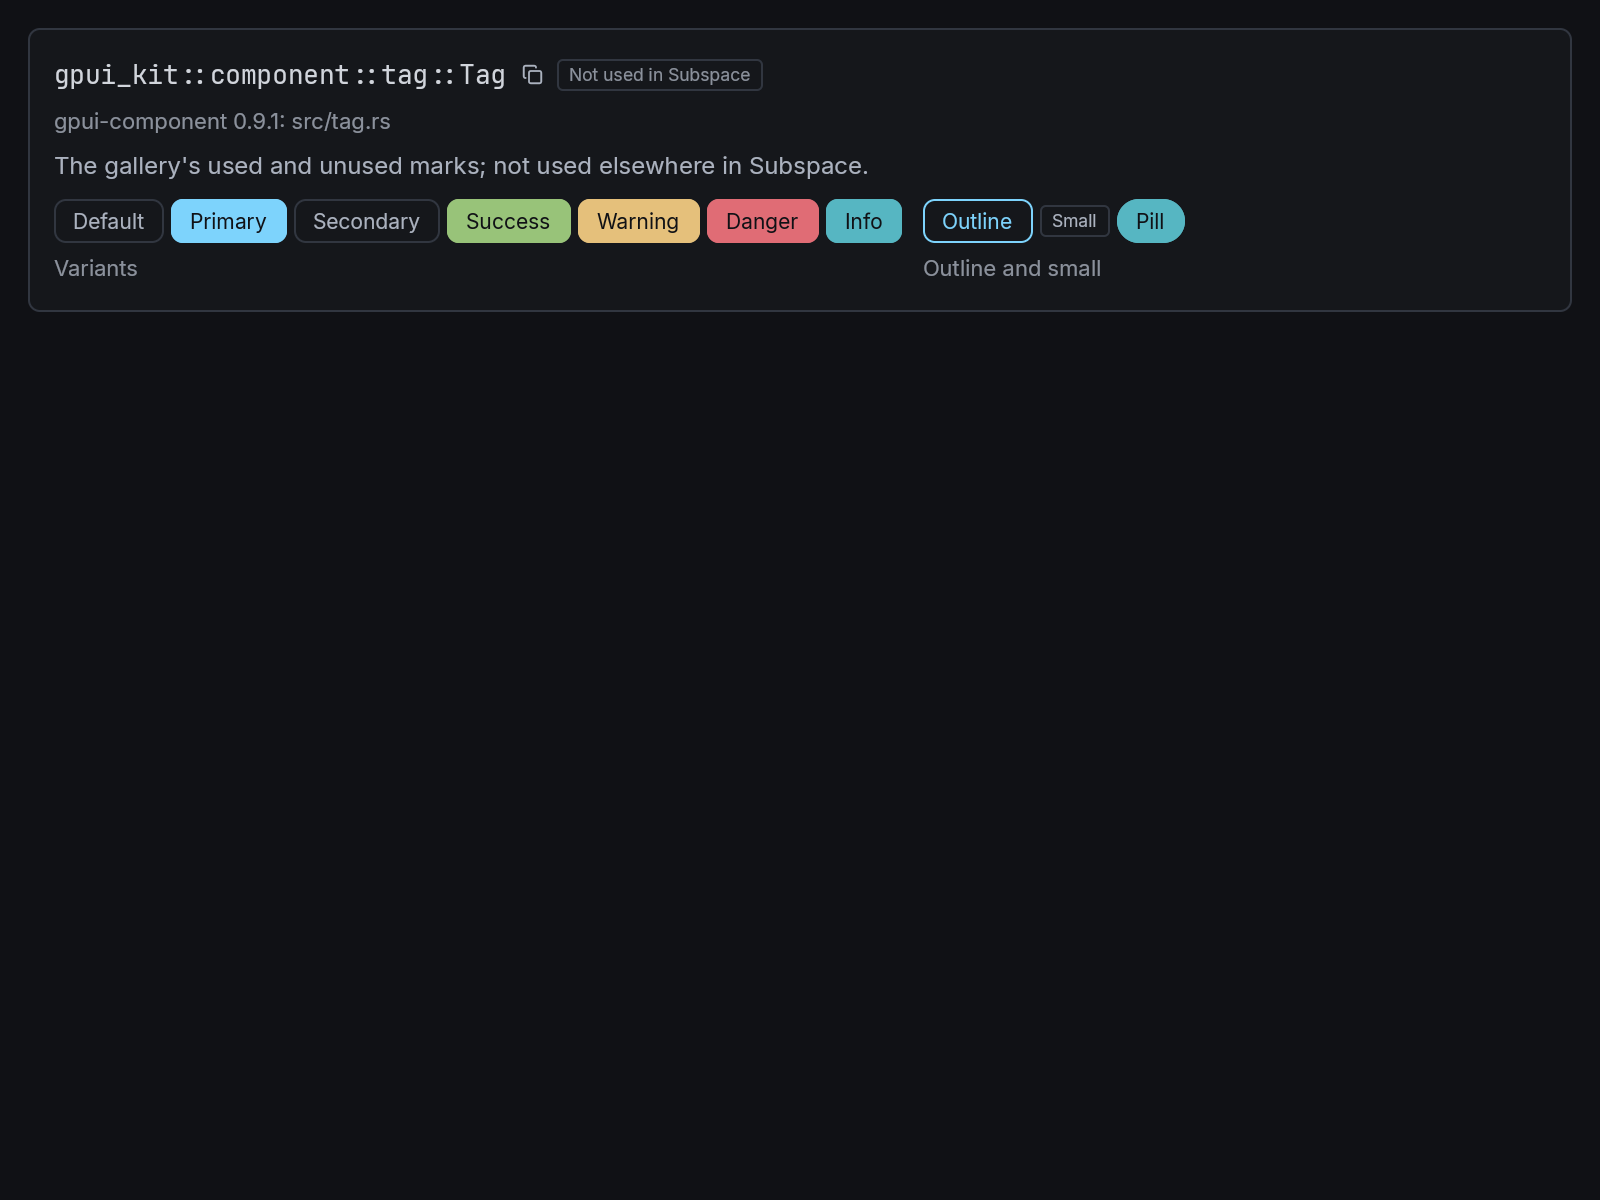 gpui_kit::component::tag::Tag Not used in Subspace
gpui-component 0.9.1: src/tag.rs
The gallery's used and unused marks; not used elsewhere in Subspace.
Default Primary Secondary Success Warning Danger Info Outline Small Pill
Variants Outline and small